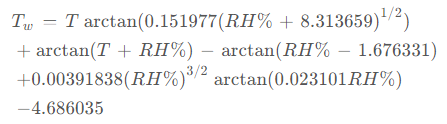 T_w = T arctan(0.151977(RH% + 8.313659)^{1/2})
+ arctan(T + RH%) − arctan(RH% − 1.676331)
+0.00391838(RH%)^{3/2} arctan(0.023101RH%)
−4.686035